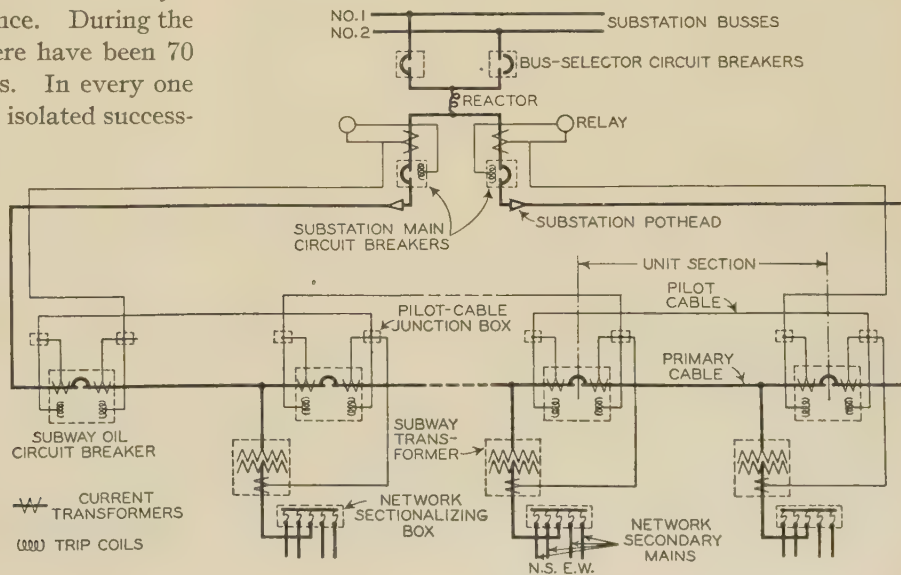 nce. During the
ere have been 70
s. In every one
isolated success-
NO.1
NO.2
SUBSTATION BUSSES
BUS-SELECTOR CIRCUIT BREAKERS
REACTOR
RELAY
SUBSTATION MAIN
CIRCUIT BREAKERS
SUBSTATION POTHEAD
UNIT SECTION
PILOT
CABLE
PILOT-CABLE
JUNCTION BOX
PRIMARY
CABLE
SUBWAY OIL
CIRCUIT BREAKER
SUBWAY
TRANS-
FORMER
CURRENT
TRANSFORMERS
TRIP COILS
NETWORK
SECTIONALIZING
BOX
NETWORK
SECONDARY
MAINS
N.S. E.W.